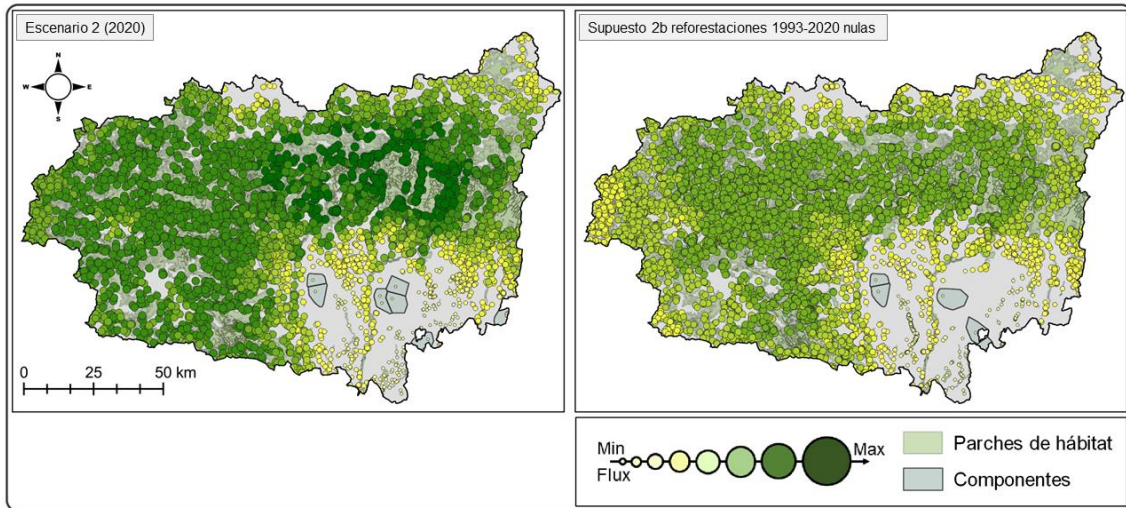 Escenario 2 (2020)
Supuesto 2b reforestaciones 1993-2020 nulas
N
W E
S
0 25 50 km
Min Max
Flux
Parches de hábitat
Componentes